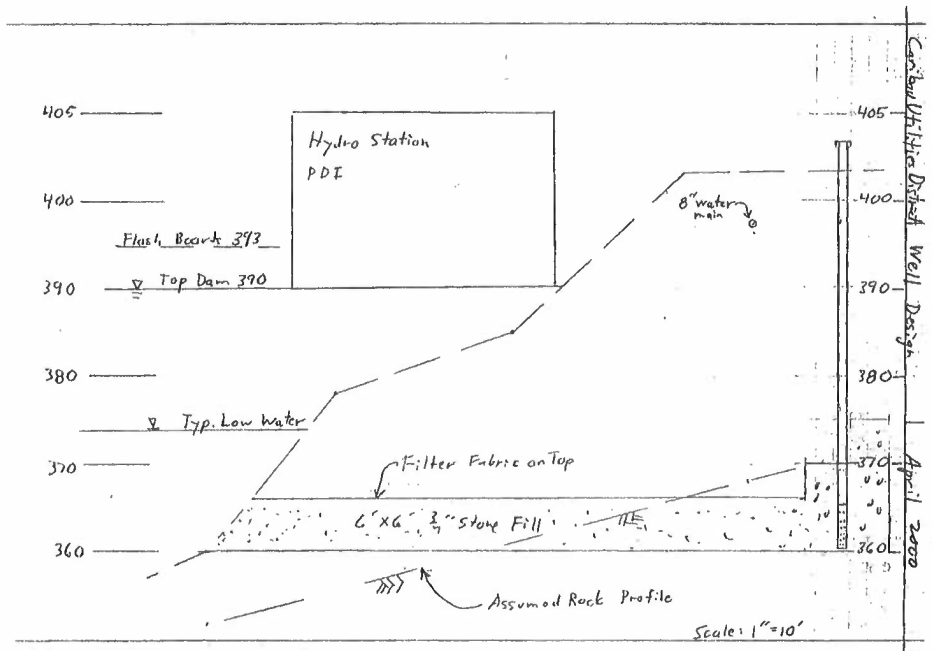 Caribou Utilities District Well Design April 2000
405
405
Hydro Station
PDI
400
8" water
main
400
Flash Boards 393
Top Dam 390
390
390
380
380
Typ. Low Water
370
Filter Fabric on Top
370
6' X 6' 3/4" Stone Fill
360
360
Assumed Rock Profile
Scale: 1"=10'